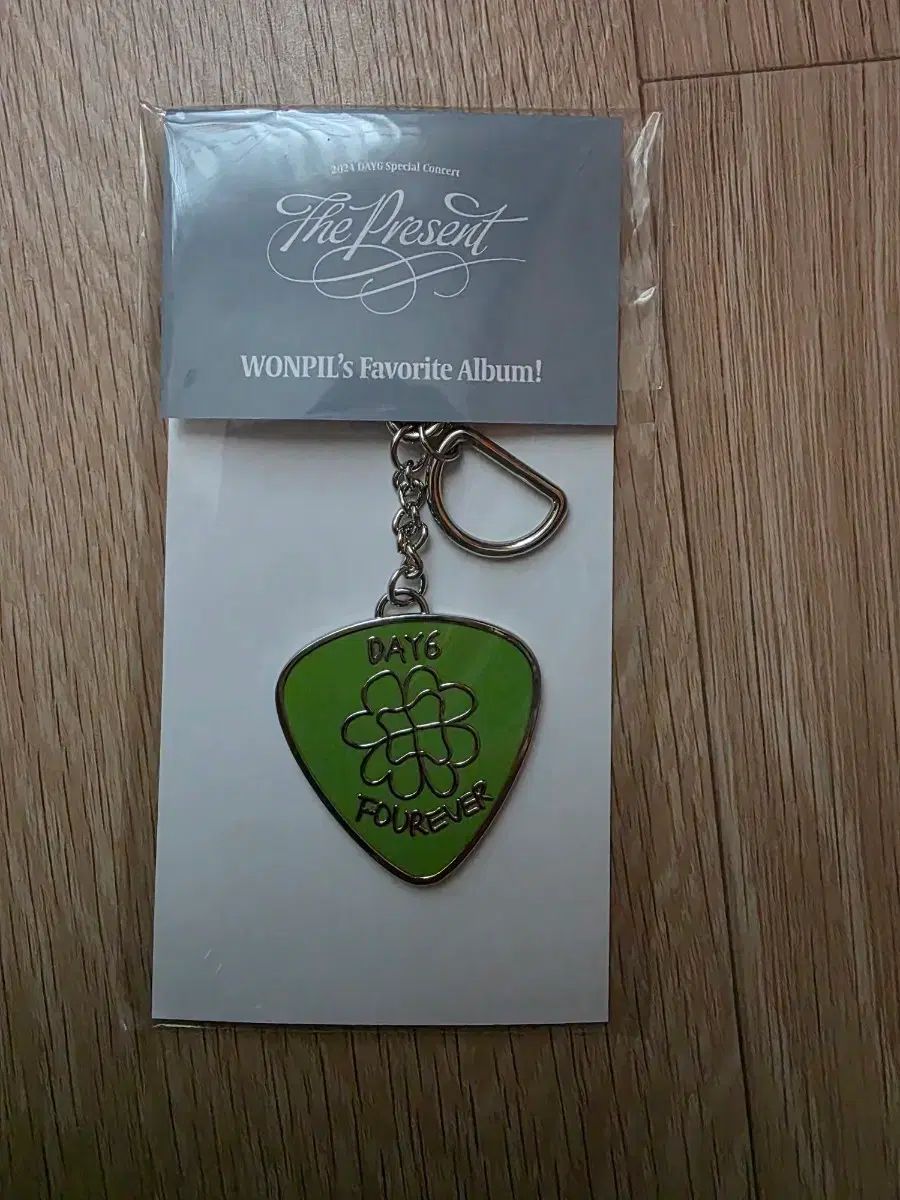 2024 DAY6 Special Concert
The Present
WONPIL's Favorite Album!
DAY6
FOUREVER